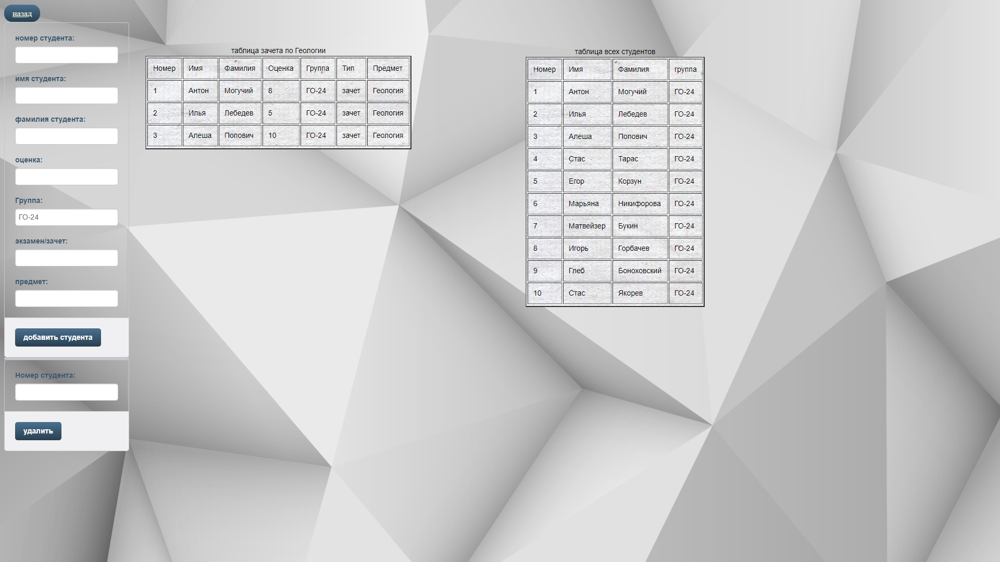 назад
номер студента:
имя студента:
фамилия студента:
оценка:
Группа:
ГО-24
экзамен/зачет:
предмет:
добавить студента
Номер студента:
удалить
таблица зачета по Геологии
Номер Имя Фамилия Оценка Группа Тип Предмет
1 Антон Могучий 8 ГО-24 зачет Геология
2 Илья Лебедев 5 ГО-24 зачет Геология
3 Алеша Попович 10 ГО-24 зачет Геология
таблица всех студентов
Номер Имя Фамилия группа
1 Антон Могучий ГО-24
2 Илья Лебедев ГО-24
3 Алеша Попович ГО-24
4 Стас Тарас ГО-24
5 Егор Корзун ГО-24
6 Марьяна Никифорова ГО-24
7 Матвейзер Букин ГО-24
8 Игорь Горбачев ГО-24
9 Глеб Боноховский ГО-24
10 Стас Якорев ГО-24